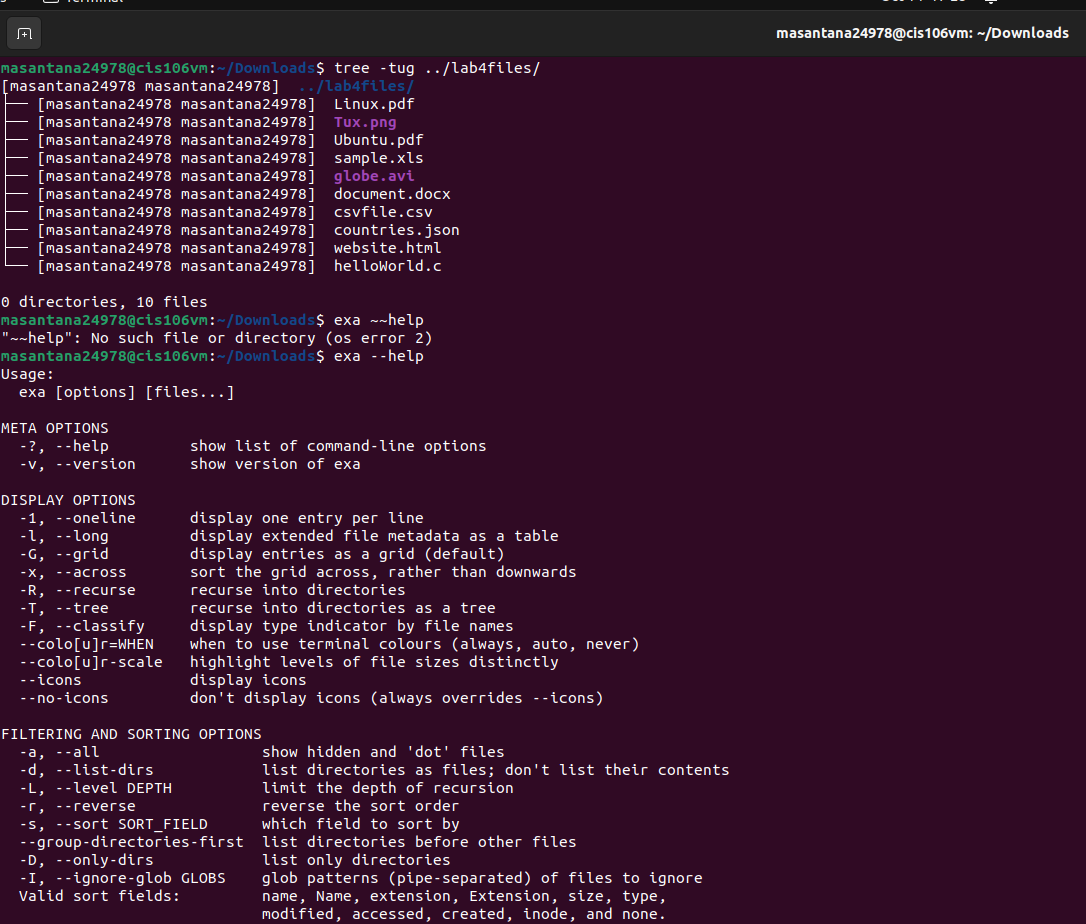 masantana24978@cis106vm: ~/Downloads
masantana24978@cis106vm:~/Downloads$ tree -tug ../lab4files/
[masantana24978 masantana24978]  ../lab4files/
├── [masantana24978 masantana24978]  Linux.pdf
├── [masantana24978 masantana24978]  Tux.png
├── [masantana24978 masantana24978]  Ubuntu.pdf
├── [masantana24978 masantana24978]  sample.xls
├── [masantana24978 masantana24978]  globe.avi
├── [masantana24978 masantana24978]  document.docx
├── [masantana24978 masantana24978]  csvfile.csv
├── [masantana24978 masantana24978]  countries.json
├── [masantana24978 masantana24978]  website.html
└── [masantana24978 masantana24978]  helloWorld.c
0 directories, 10 files
masantana24978@cis106vm:~/Downloads$ exa ~~help
"~~help": No such file or directory (os error 2)
masantana24978@cis106vm:~/Downloads$ exa --help
Usage:
  exa [options] [files...]
META OPTIONS
  -?, --help         show list of command-line options
  -v, --version      show version of exa
DISPLAY OPTIONS
  -1, --oneline      display one entry per line
  -l, --long         display extended file metadata as a table
  -G, --grid         display entries as a grid (default)
  -x, --across       sort the grid across, rather than downwards
  -R, --recurse      recurse into directories
  -T, --tree         recurse into directories as a tree
  -F, --classify     display type indicator by file names
  --colo[u]r=WHEN    when to use terminal colours (always, auto, never)
  --colo[u]r-scale   highlight levels of file sizes distinctly
  --icons            display icons
  --no-icons         don't display icons (always overrides --icons)
FILTERING AND SORTING OPTIONS
  -a, --all                  show hidden and 'dot' files
  -d, --list-dirs            list directories as files; don't list their contents
  -L, --level DEPTH          limit the depth of recursion
  -r, --reverse              reverse the sort order
  -s, --sort SORT_FIELD      which field to sort by
  --group-directories-first  list directories before other files
  -D, --only-dirs            list only directories
  -I, --ignore-glob GLOBS    glob patterns (pipe-separated) of files to ignore
  Valid sort fields:         name, Name, extension, Extension, size, type,
                             modified, accessed, created, inode, and none.